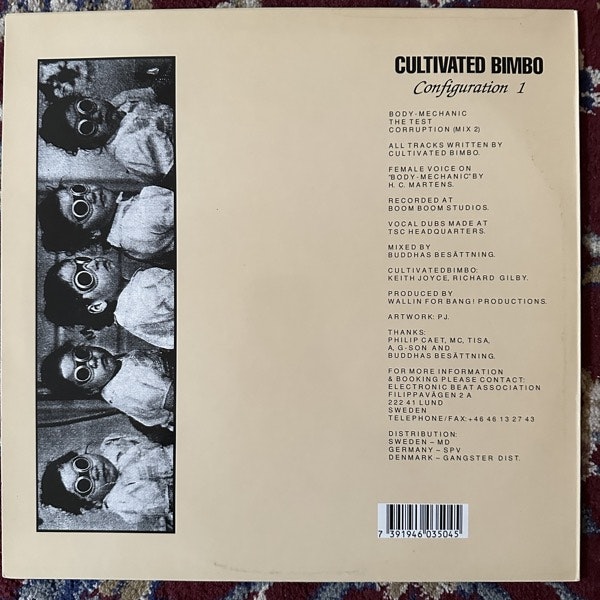 CULTIVATED BIMBO
Configuration 1
BODY-MECHANIC
THE TEST
CORRUPTION (MIX 2)
ALL TRACKS WRITTEN BY
CULTIVATED BIMBO.
FEMALE VOICE ON
"BODY-MECHANIC" BY
H. C. MARTENS.
RECORDED AT
BOOM BOOM STUDIOS.
VOCAL DUBS MADE AT
TSC HEADQUARTERS.
MIXED BY
BUDDHAS BESÄTTNING.
CULTIVATEDBIMBO:
KEITH JOYCE, RICHARD GILBY.
PRODUCED BY
WALLIN FOR BANG! PRODUCTIONS.
ARTWORK: PJ.
THANKS:
PHILIP CAET, MC, TISA,
A, G-SON AND
BUDDHAS BESÄTTNING.
FOR MORE INFORMATION
& BOOKING PLEASE CONTACT:
ELECTRONIC BEAT ASSOCIATION
FILIPPAVÄGEN 2 A
222 41 LUND
SWEDEN
TELEPHONE/FAX:+46 46 13 27 43
DISTRIBUTION:
SWEDEN – MD
GERMANY – SPV
DENMARK – GANGSTER DIST.
7 391946 035045